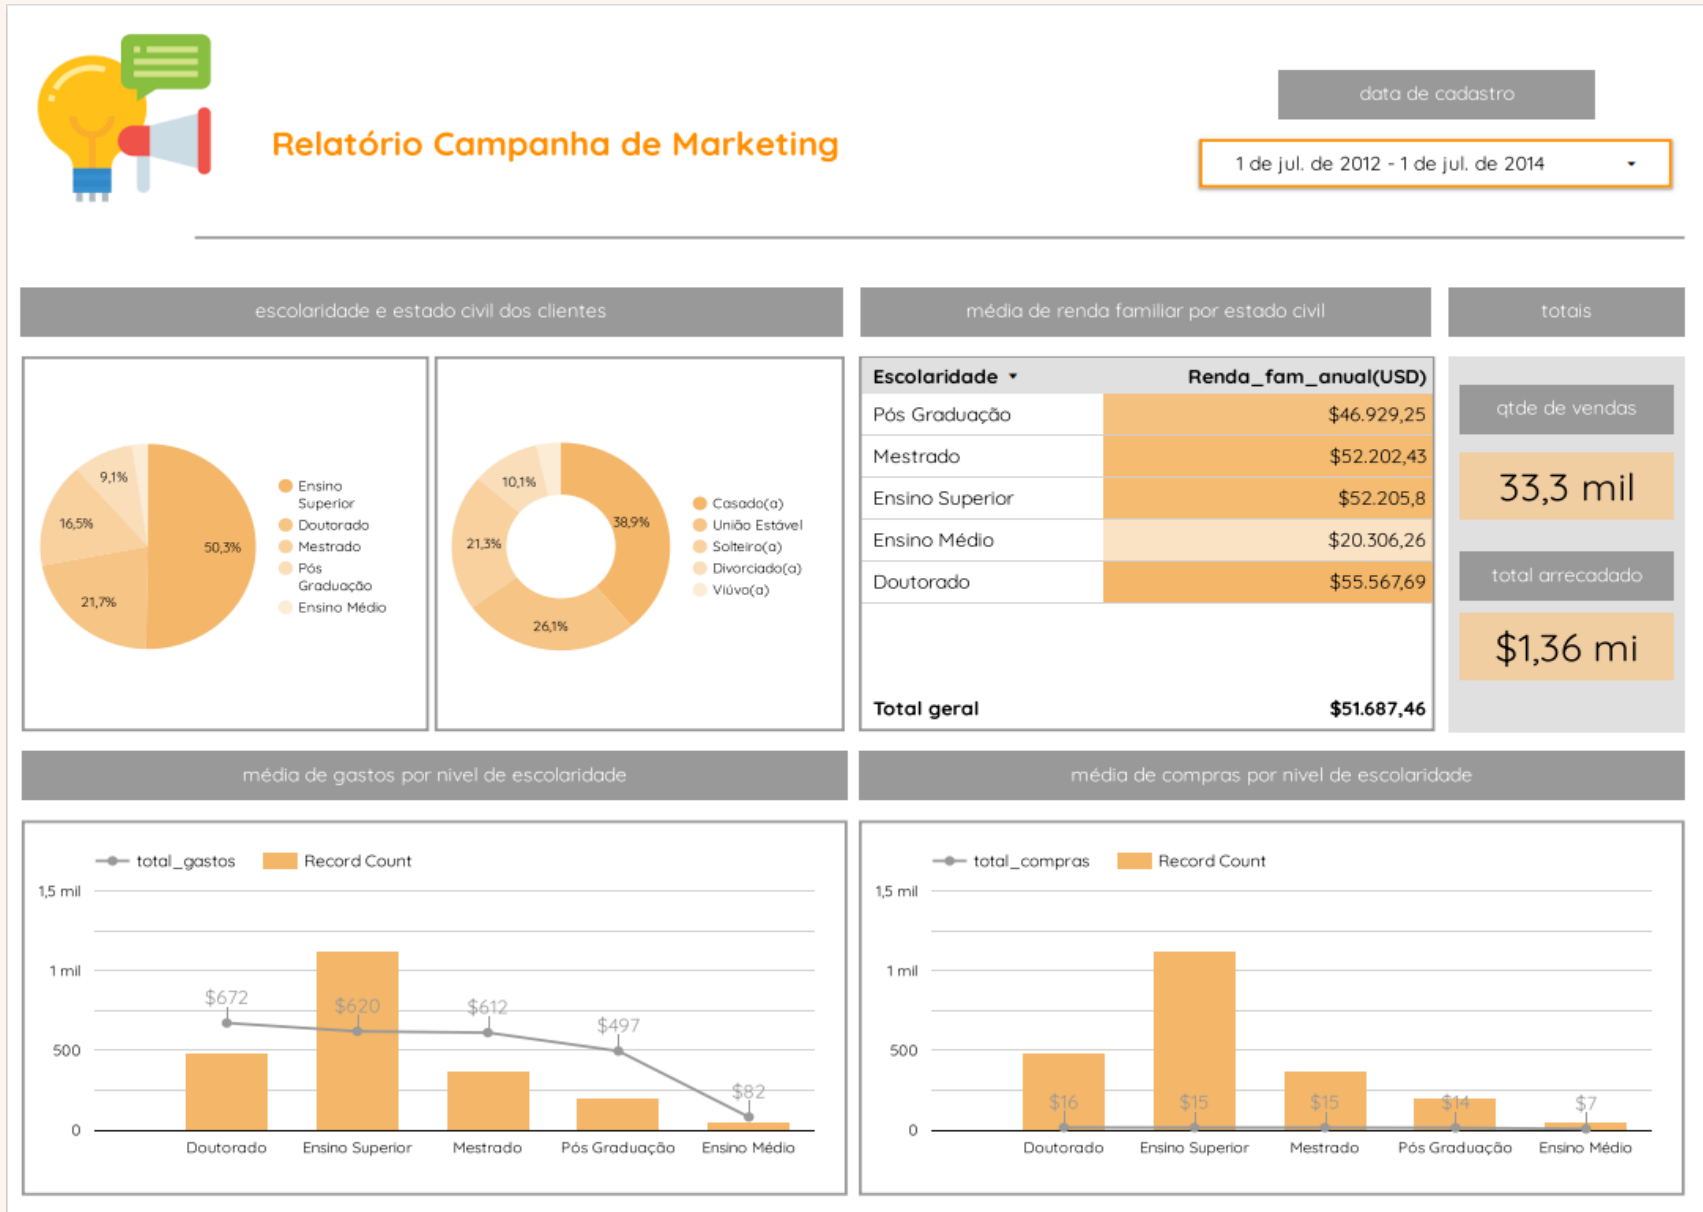 data de cadastro
Relatório Campanha de Marketing
1 de jul. de 2012 - 1 de jul. de 2014
escolaridade e estado civil dos clientes
média de renda familiar por estado civil
totais
50,3%
21,7%
16,5%
9,1%
Ensino
Superior
Doutorado
Mestrado
Pós
Graduação
Ensino Médio
38,9%
26,1%
21,3%
10,1%
Casado(a)
União Estável
Solteiro(a)
Divorciado(a)
Viúvo(a)
Escolaridade Renda_fam_anual(USD)
Pós Graduação $46.929,25
Mestrado $52.202,43
Ensino Superior $52.205,8
Ensino Médio $20.306,26
Doutorado $55.567,69
Total geral $51.687,46
qtde de vendas
33,3 mil
total arrecadado
$1,36 mi
média de gastos por nivel de escolaridade
média de compras por nivel de escolaridade
total_gastos Record Count
1,5 mil
1 mil
500
0
$672
$620
$612
$497
$82
Doutorado Ensino Superior Mestrado Pós Graduação Ensino Médio
total_compras Record Count
1,5 mil
1 mil
500
0
$16
$15
$15
$14
$7
Doutorado Ensino Superior Mestrado Pós Graduação Ensino Médio